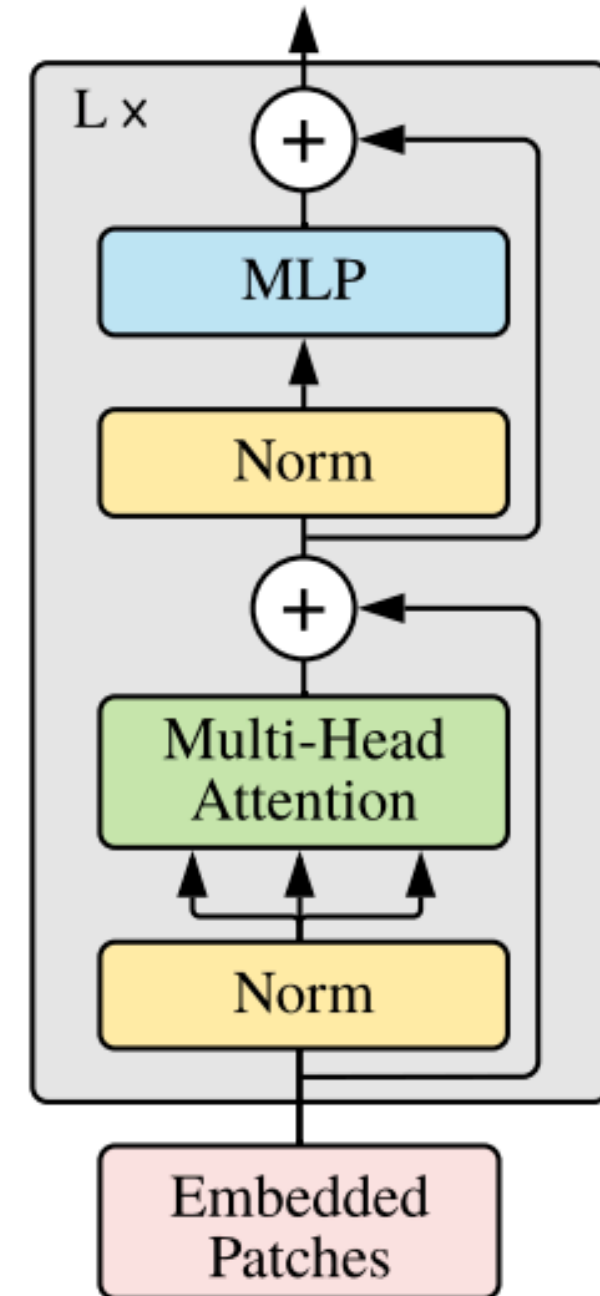 L ×
+
MLP
Norm
+
Multi-Head
Attention
Norm
Embedded
Patches